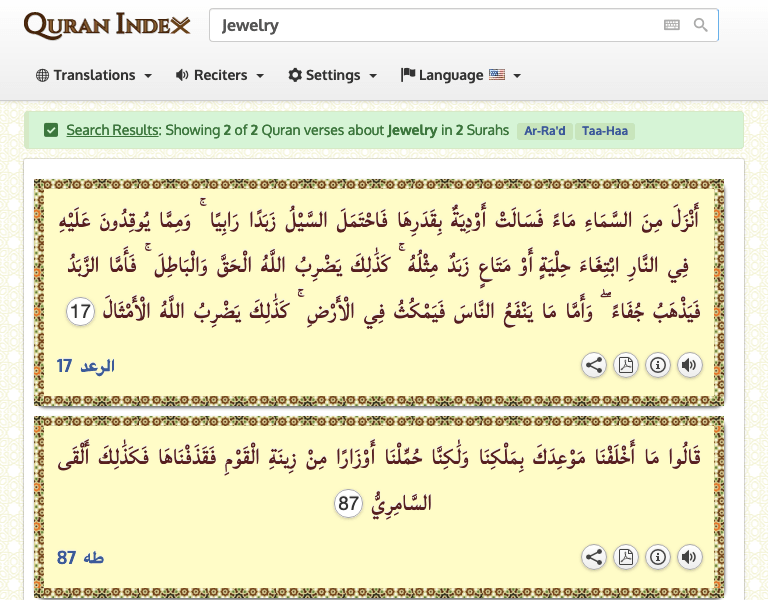 QURAN INDEX
Jewelry
Translations Reciters Settings Language
Search Results: Showing 2 of 2 Quran verses about Jewelry in 2 Surahs Ar-Ra'd Taa-Haa
أَنْزَلَ مِنَ السَّمَاءِ مَاءً فَسَالَتْ أَوْدِيَةٌ بِقَدَرِهَا فَاحْتَمَلَ السَّيْلُ زَبَدًا رَابِيًا ۚ وَمِمَّا يُوقِدُونَ عَلَيْهِ
فِي النَّارِ ابْتِغَاءَ حِلْيَةٍ أَوْ مَتَاعٍ زَبَدٌ مِثْلُهُ ۚ كَذَٰلِكَ يَضْرِبُ اللَّهُ الْحَقَّ وَالْبَاطِلَ ۚ فَأَمَّا الزَّبَدُ
فَيَذْهَبُ جُفَاءً ۖ وَأَمَّا مَا يَنْفَعُ النَّاسَ فَيَمْكُثُ فِي الْأَرْضِ ۚ كَذَٰلِكَ يَضْرِبُ اللَّهُ الْأَمْثَالَ 17
الرعد 17
قَالُوا مَا أَخْلَفْنَا مَوْعِدَكَ بِمَلْكِنَا وَلَٰكِنَّا حُمِّلْنَا أَوْزَارًا مِنْ زِينَةِ الْقَوْمِ فَقَذَفْنَاهَا فَكَذَٰلِكَ أَلْقَى
السَّامِرِيُّ 87
طه 87